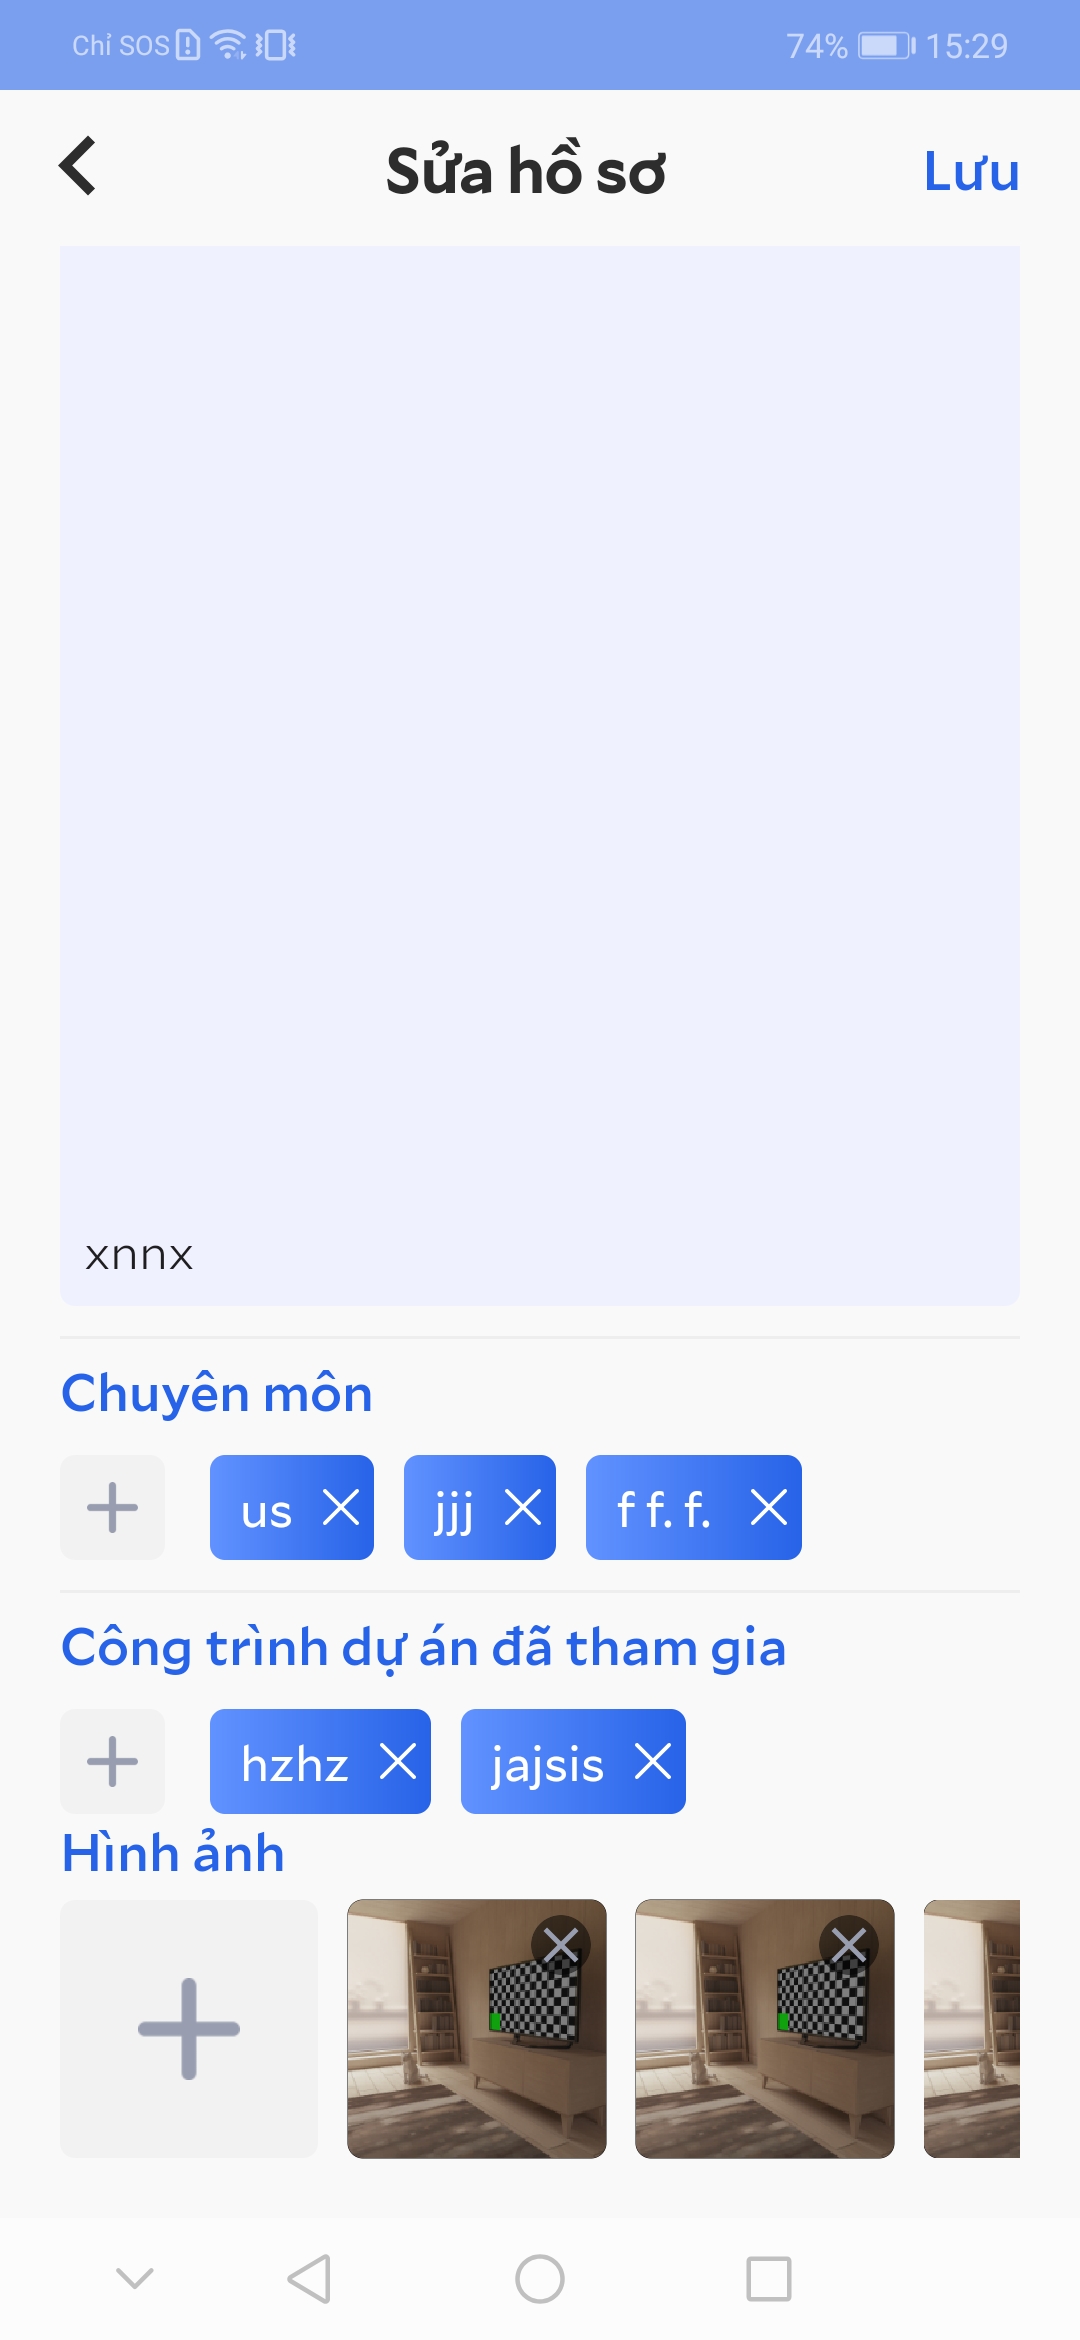 Chỉ SOS 74% 15:29
Sửa hồ sơ Lưu
xnnx
Chuyên môn
us jjj f f. f.
Công trình dự án đã tham gia
hzhz jajsis
Hình ảnh